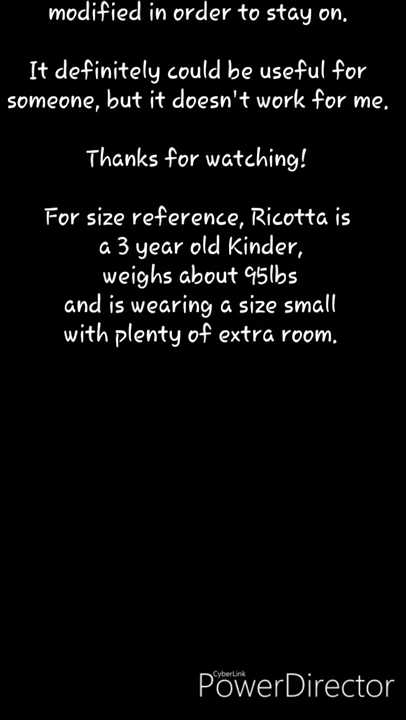 modified in order to stay on.
It definitely could be useful for
someone, but it doesn't work for me.
Thanks for watching!
For size reference, Ricotta is
a 3 year old Kinder,
weighs about 95lbs
and is wearing a size small
with plenty of extra room.
CyberLink
PowerDirector